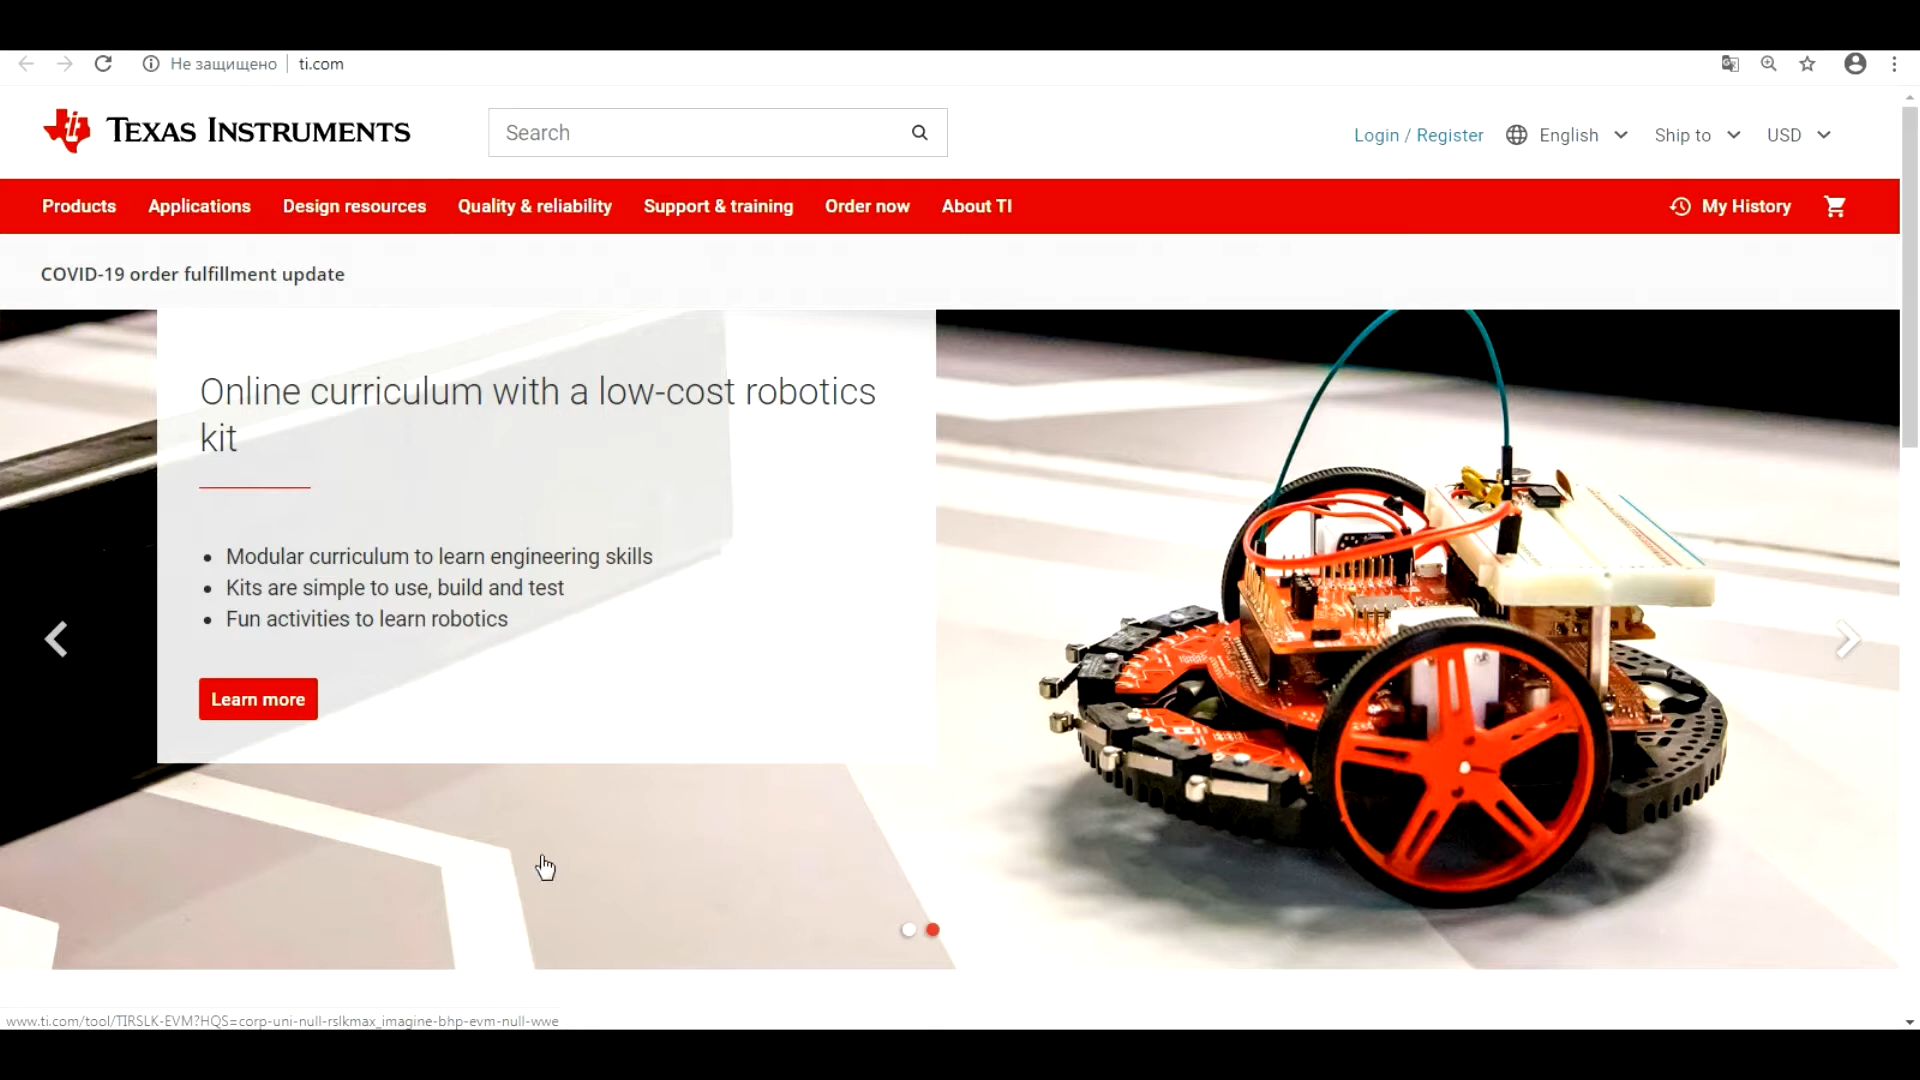 Не защищено ti.com
TEXAS INSTRUMENTS
Search
Login / Register English Ship to USD
Products Applications Design resources Quality & reliability Support & training Order now About TI My History
COVID-19 order fulfillment update
Online curriculum with a low-cost robotics
kit
Modular curriculum to learn engineering skills
Kits are simple to use, build and test
Fun activities to learn robotics
Learn more
www.ti.com/tool/TIRSLK-EVM?HQS=corp-uni-null-rslkmax_imagine-bhp-evm-null-wwe